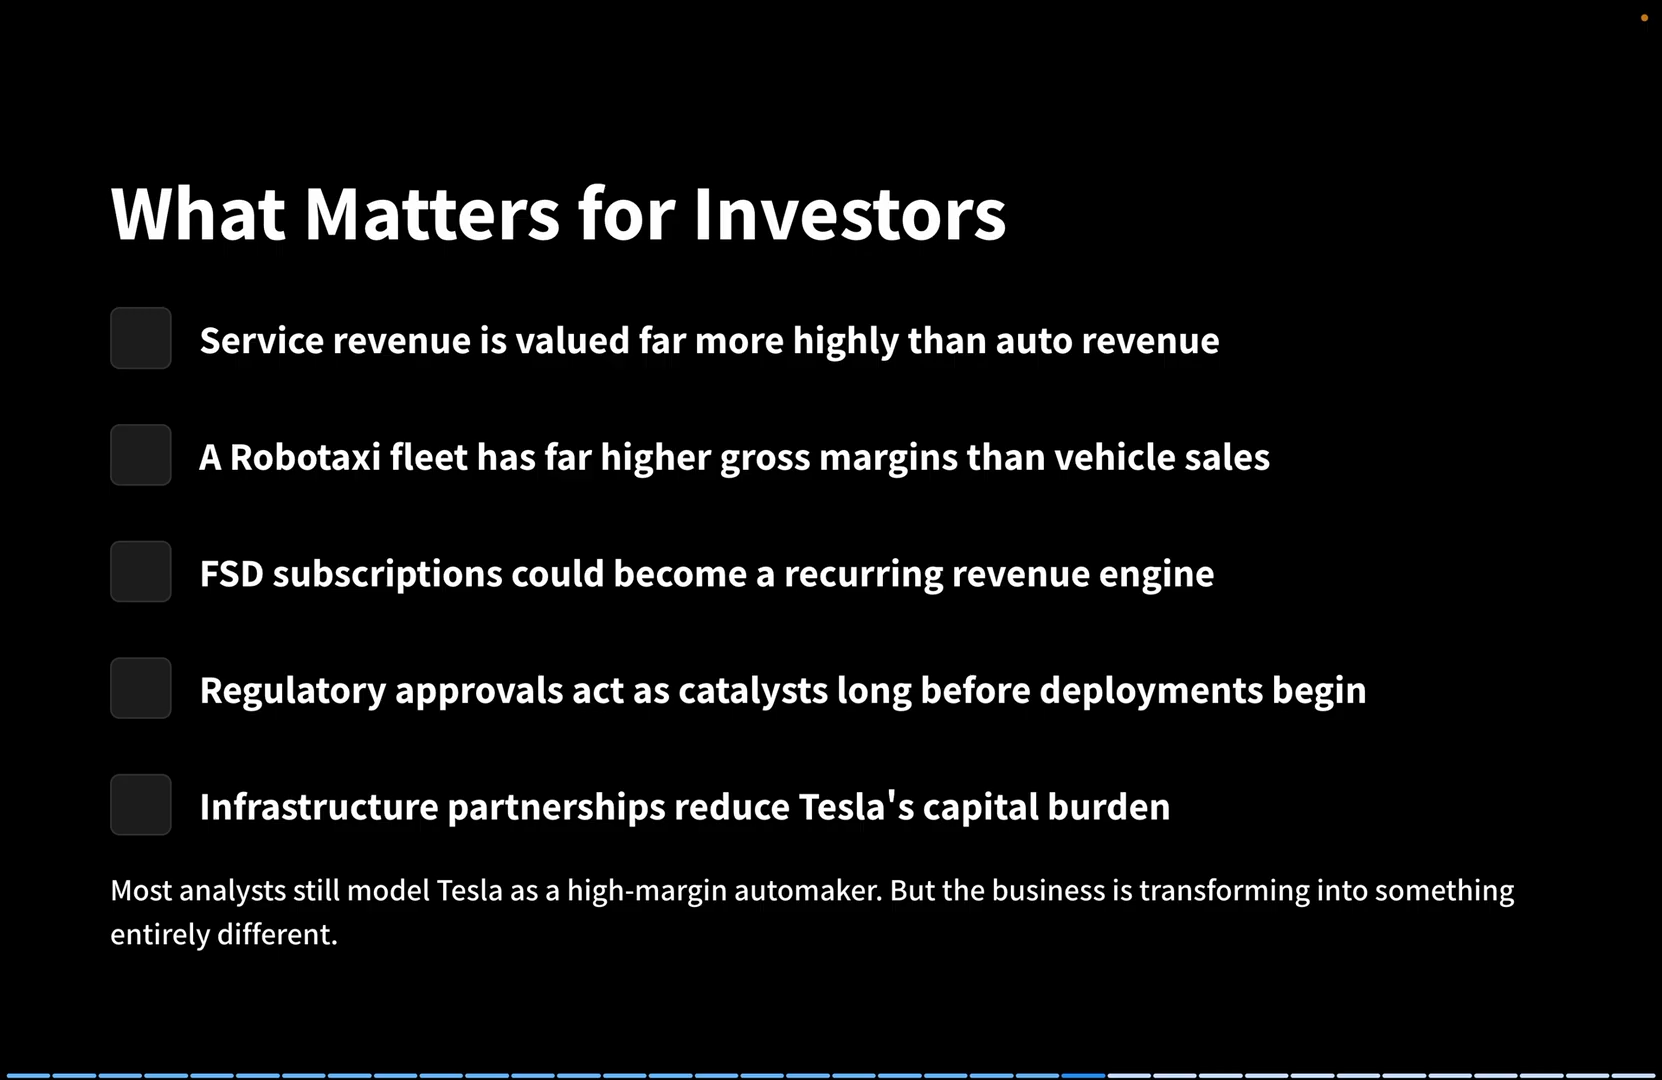 What Matters for Investors
Service revenue is valued far more highly than auto revenue
A Robotaxi fleet has far higher gross margins than vehicle sales
FSD subscriptions could become a recurring revenue engine
Regulatory approvals act as catalysts long before deployments begin
Infrastructure partnerships reduce Tesla's capital burden
Most analysts still model Tesla as a high-margin automaker. But the business is transforming into something
entirely different.